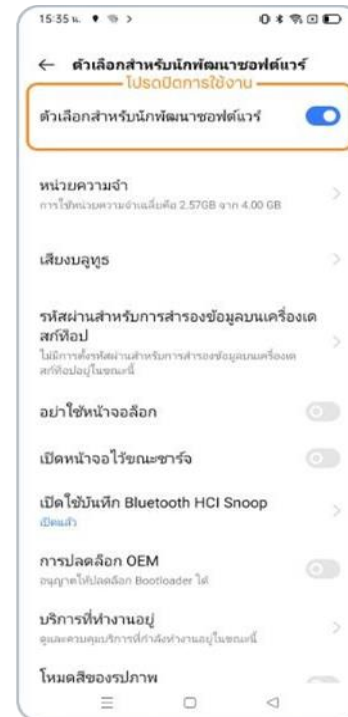 15:35 น.
← ตัวเลือกสำหรับนักพัฒนาซอฟต์แวร์
โปรดปิดการใช้งาน
ตัวเลือกสำหรับนักพัฒนาซอฟต์แวร์
หน่วยความจำ
การใช้หน่วยความจำเฉลี่ยคือ 2.57GB จาก 4.00 GB
เสียงบลูทูธ
รหัสผ่านสำหรับการสำรองข้อมูลบนเครื่องเด
สก์ท็อป
ไม่มีการตั้งรหัสผ่านสำหรับการสำรองข้อมูลบนเครื่องเด
สก์ท็อปอยู่ในขณะนี้
อย่าใช้หน้าจอล็อก
เปิดหน้าจอไว้ขณะชาร์จ
เปิดใช้บันทึก Bluetooth HCI Snoop
เปิดแล้ว
การปลดล็อก OEM
อนุญาตให้ปลดล็อก Bootloader ได้
บริการที่ทำงานอยู่
ดูและควบคุมบริการที่กำลังทำงานอยู่ในขณะนี้
โหมดสีของรูปภาพ